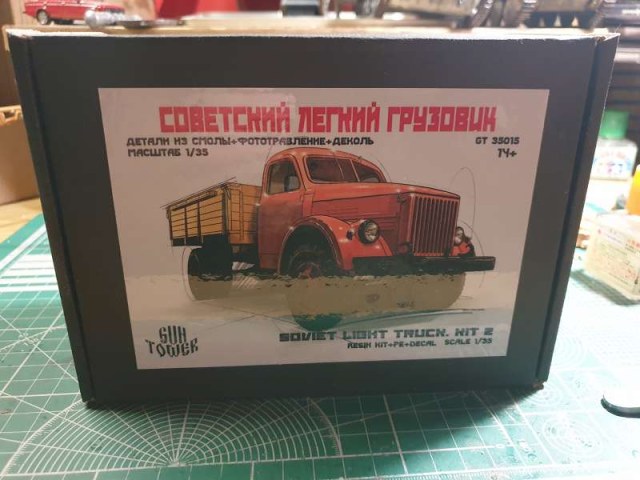 СОВЕТСКИЙ ЛЕГКИЙ ГРУЗОВИК
ДЕТАЛИ ИЗ СМОЛЫ+ФОТОТРАВЛЕНИЕ+ДЕКОЛЬ
GT 35015
МАСШТАБ 1/35
14+
GUN TOWER
SOVIET LIGHT TRUCK. KIT 2
RESIN KIT+PE+DECAL SCALE 1/35